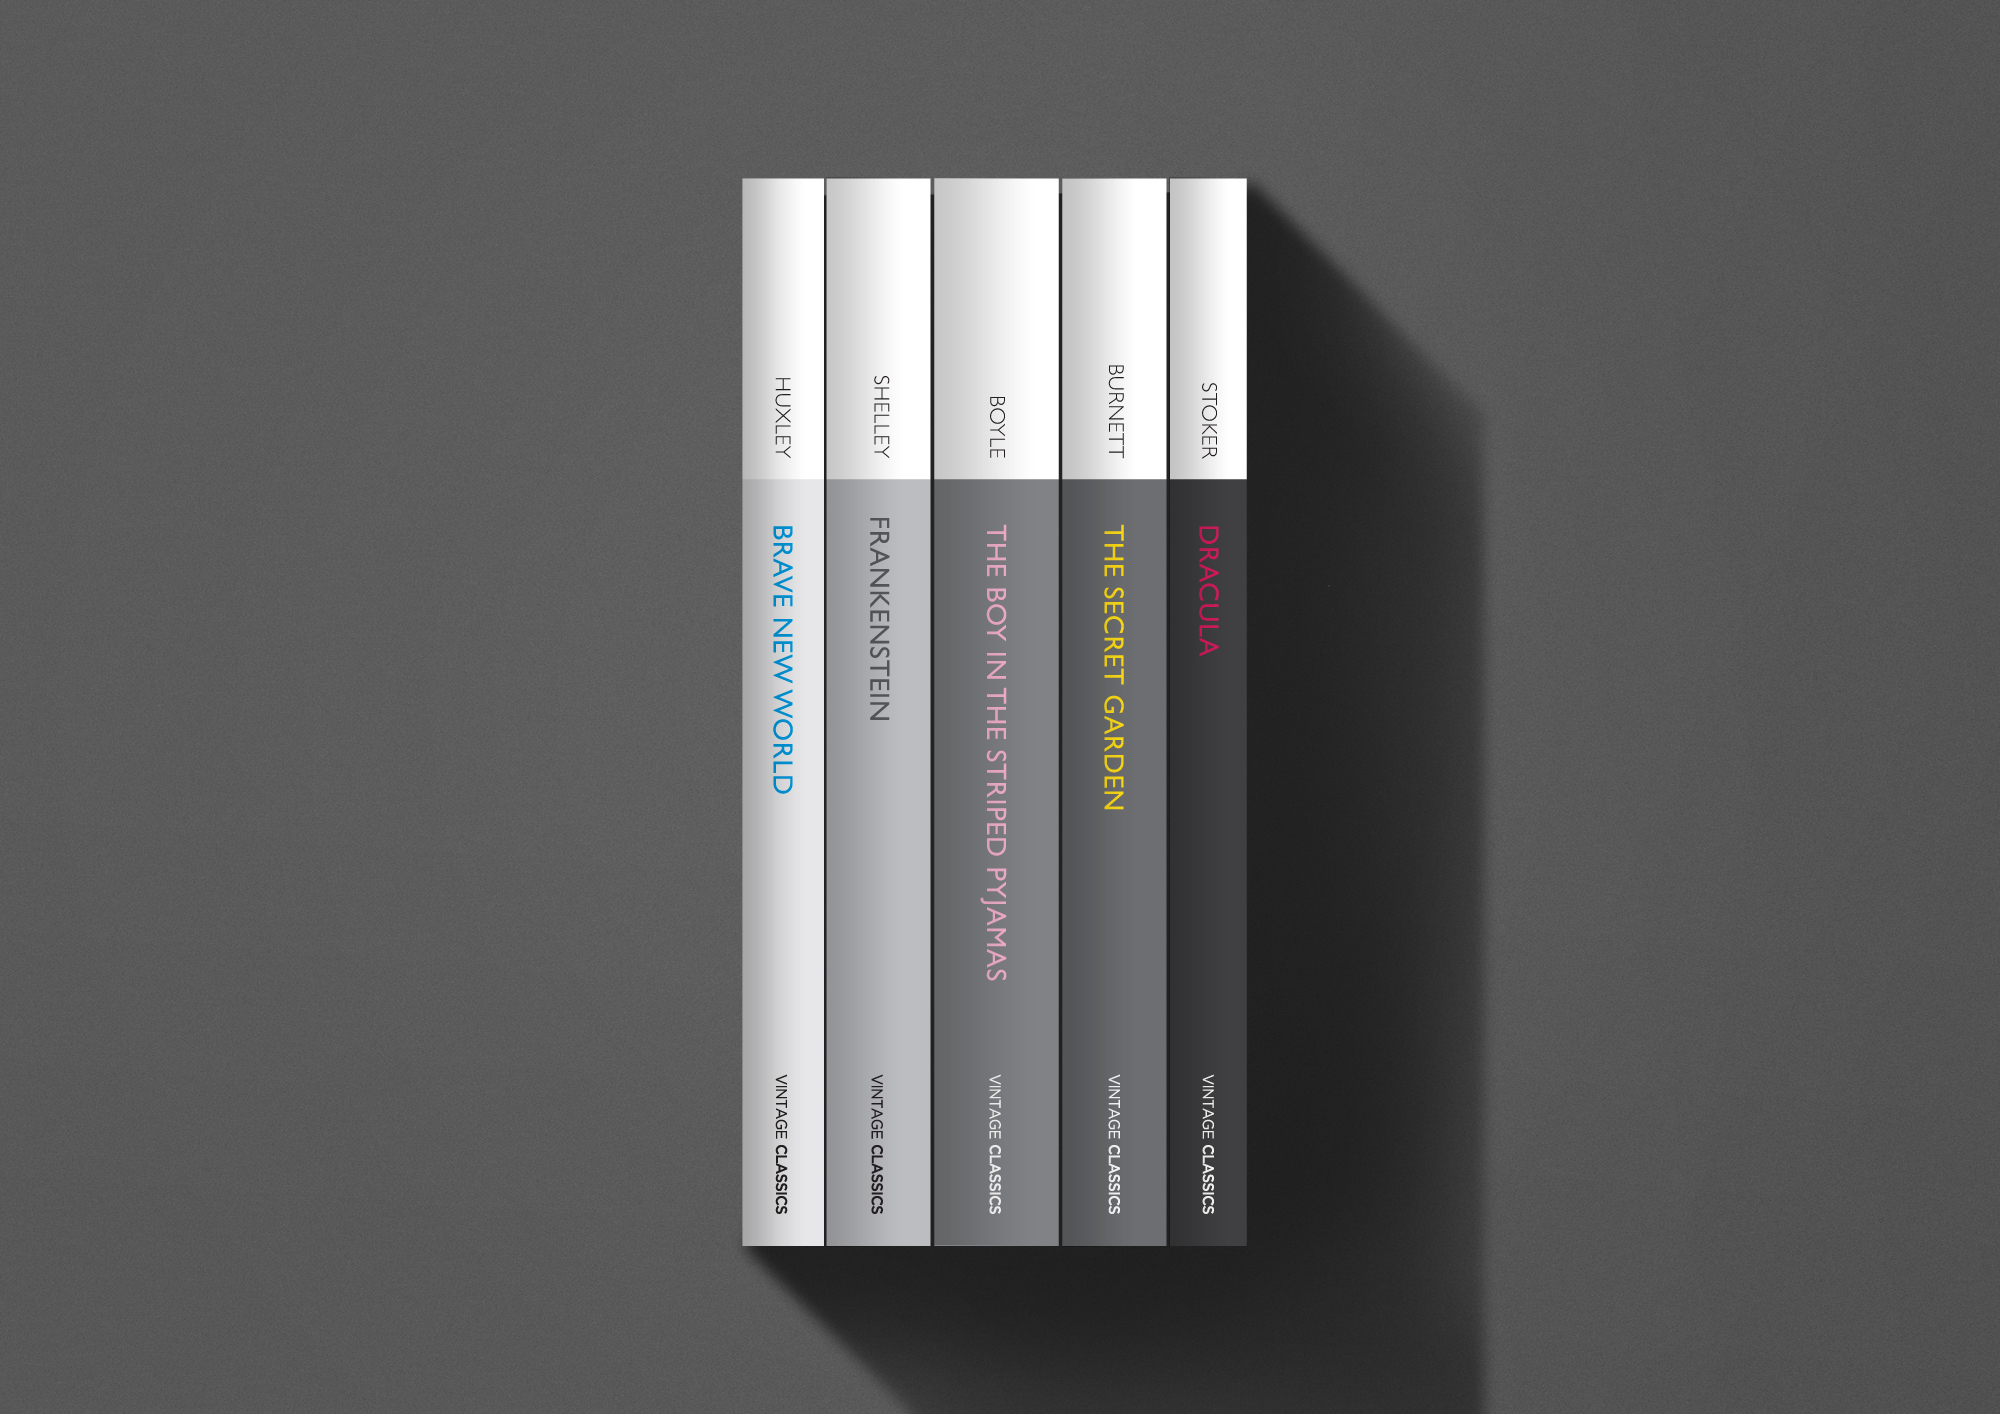 HUXLEY
BRAVE NEW WORLD
VINTAGE CLASSICS
SHELLEY
FRANKENSTEIN
VINTAGE CLASSICS
BOYLE
THE BOY IN THE STRIPED PYJAMAS
VINTAGE CLASSICS
BURNETT
THE SECRET GARDEN
VINTAGE CLASSICS
STOKER
DRACULA
VINTAGE CLASSICS